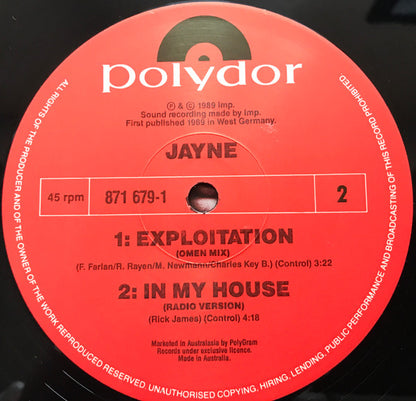 polydor
℗ & © 1989 Imp.
Sound recording made by Imp.
First published 1989 in West Germany.
JAYNE
45 rpm 871 679-1 2
1: EXPLOITATION
(OMEN MIX)
(F. Farlan/R. Rayen/M. Newmann/Charles Key B.) (Control) 3:22
2: IN MY HOUSE
(RADIO VERSION)
(Rick James) (Control) 4:18
Marketed in Australasia by PolyGram
Records under exclusive licence.
Made in Australia.
ALL RIGHTS OF THE PRODUCER AND OF THE OWNER OF THE WORK REPRODUCED RESERVED. UNAUTHORISED COPYING, HIRING, LENDING, PUBLIC PERFORMANCE AND BROADCASTING OF THIS RECORD PROHIBITED